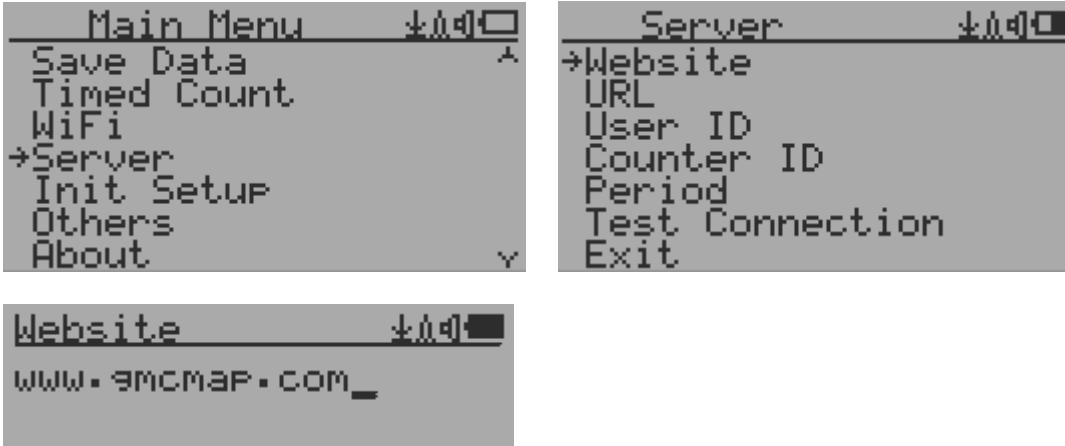 Main Menu
Save Data
Timed Count
WiFi
→Server
Init Setup
Others
About
Server
→Website
URL
User ID
Counter ID
Period
Test Connection
Exit
Website
www.gmcmap.com_